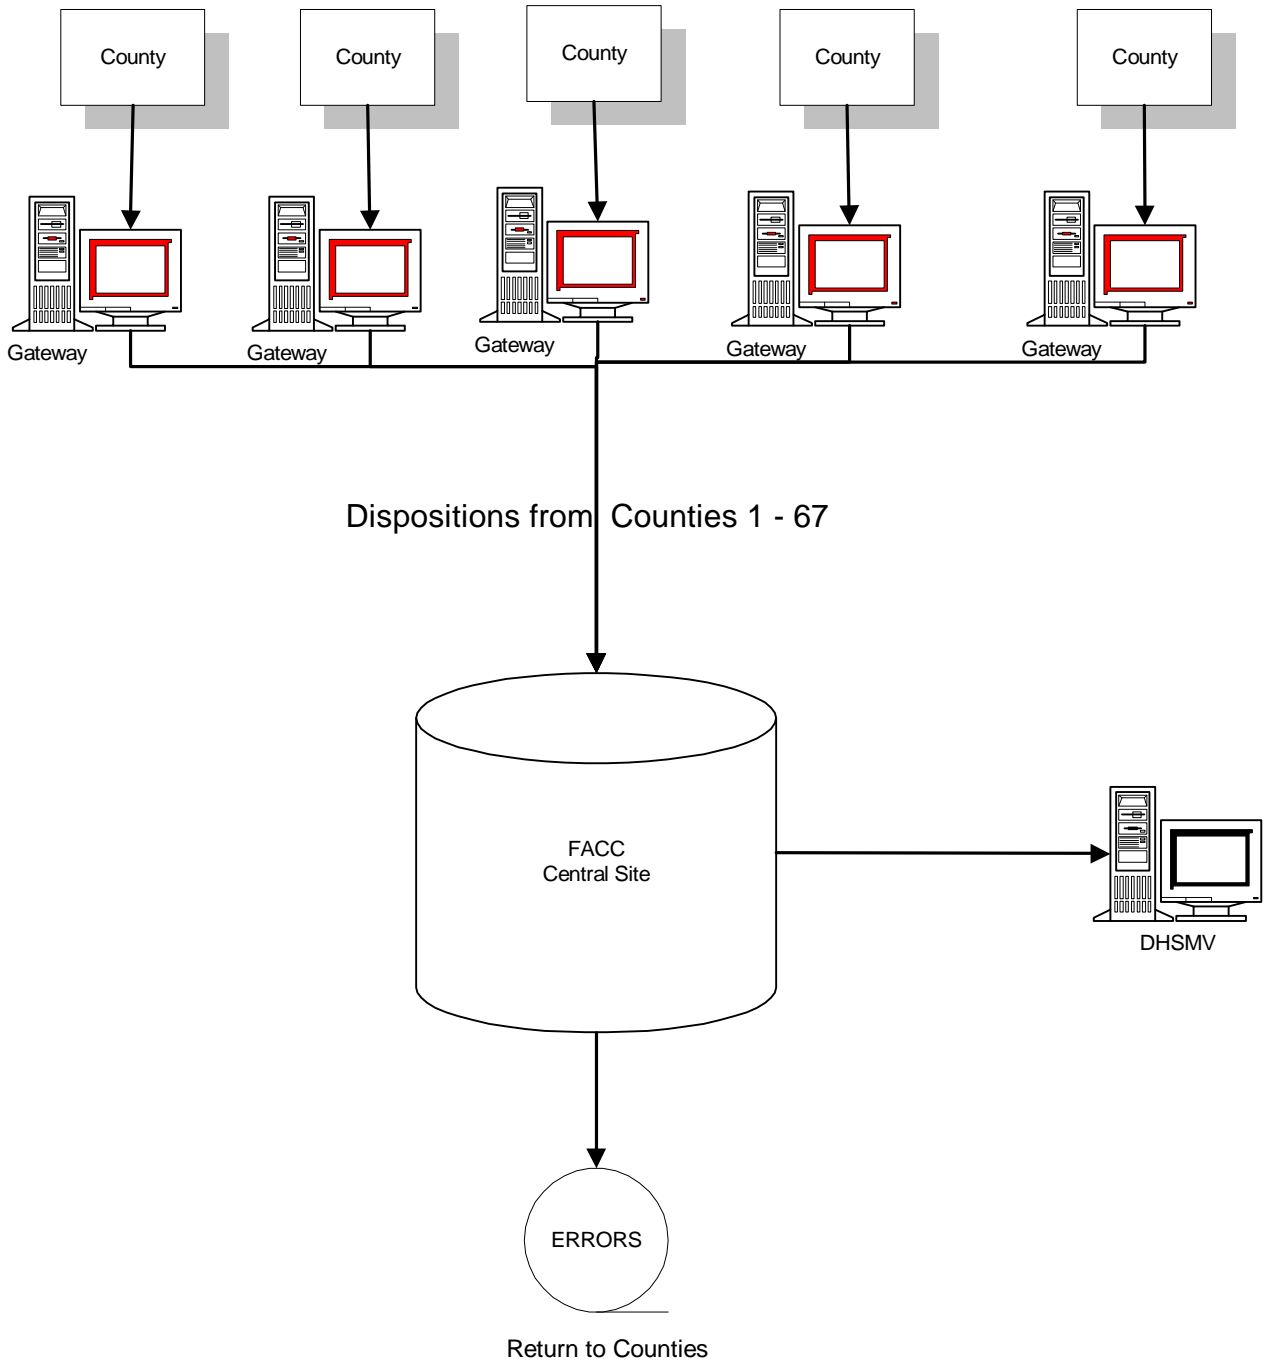 County
County
County
County
County
Gateway
Gateway
Gateway
Gateway
Gateway
Dispositions from Counties 1 - 67
FACC
Central Site
DHSMV
ERRORS
Return to Counties